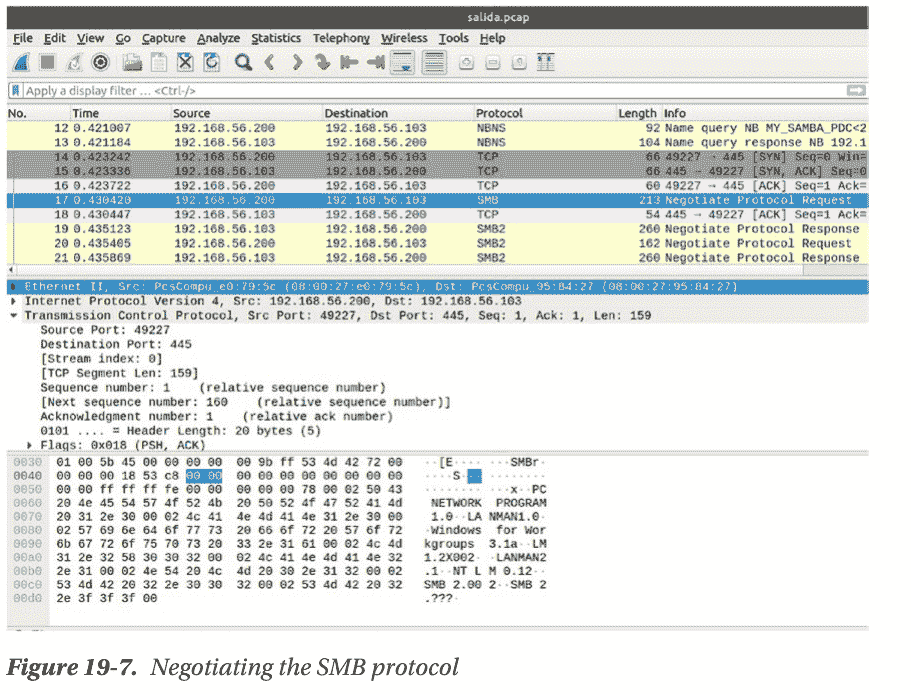 salida.pcap
File Edit View Go Capture Analyze Statistics Telephony Wireless Tools Help
Apply a display filter ... <Ctrl-/>
No. Time Source Destination Protocol Length Info
12 0.421007 192.168.56.200 192.168.56.103 NBNS 92 Name query NB MY_SAMBA_PDC<2
13 0.421184 192.168.56.103 192.168.56.200 NBNS 104 Name query response NB 192.1
14 0.423242 192.168.56.200 192.168.56.103 TCP 66 49227 → 445 [SYN] Seq=0 Win=
15 0.423336 192.168.56.103 192.168.56.200 TCP 66 445 → 49227 [SYN, ACK] Seq=0
16 0.423722 192.168.56.200 192.168.56.103 TCP 60 49227 → 445 [ACK] Seq=1 Ack=
17 0.430420 192.168.56.200 192.168.56.103 SMB 213 Negotiate Protocol Request
18 0.430447 192.168.56.103 192.168.56.200 TCP 54 445 → 49227 [ACK] Seq=1 Ack=
19 0.435123 192.168.56.103 192.168.56.200 SMB2 260 Negotiate Protocol Response
20 0.435405 192.168.56.200 192.168.56.103 SMB2 162 Negotiate Protocol Request
21 0.435869 192.168.56.103 192.168.56.200 SMB2 260 Negotiate Protocol Response
Ethernet II, Src: PcsCompu_e0:79:5c (08:00:27:e0:79:5c), Dst: PcsCompu_95:84:27 (08:00:27:95:84:27)
Internet Protocol Version 4, Src: 192.168.56.200, Dst: 192.168.56.103
Transmission Control Protocol, Src Port: 49227, Dst Port: 445, Seq: 1, Ack: 1, Len: 159
Source Port: 49227
Destination Port: 445
[Stream index: 0]
[TCP Segment Len: 159]
Sequence number: 1 (relative sequence number)
[Next sequence number: 160 (relative sequence number)]
Acknowledgment number: 1 (relative ack number)
0101 .... = Header Length: 20 bytes (5)
Flags: 0x018 (PSH, ACK)
0030 01 00 5b 45 00 00 00 00 00 9b ff 53 4d 42 72 00 ··[E···· ···SMBr·
0040 00 00 00 18 53 c8 00 00 00 00 00 00 00 00 00 00 ····S··· ········
0050 00 00 ff ff ff fe 00 00 00 00 00 78 00 02 50 43 ········ ···x··PC
0060 20 4e 45 54 57 4f 52 4b 20 50 52 4f 47 52 41 4d NETWORK PROGRAM
0070 20 31 2e 30 00 02 4c 41 4e 4d 41 4e 31 2e 30 00 1.0··LA NMAN1.0·
0080 02 57 69 6e 64 6f 77 73 20 66 6f 72 20 57 6f 72 ·Windows for Wor
0090 6b 67 72 6f 75 70 73 20 33 2e 31 61 00 02 4c 4d kgroups 3.1a··LM
00a0 31 2e 32 58 30 30 32 00 02 4c 41 4e 4d 41 4e 32 1.2X002· ·LANMAN2
00b0 2e 31 00 02 4e 54 20 4c 4d 20 30 2e 31 32 00 02 .1··NT L M 0.12··
00c0 53 4d 42 20 32 2e 30 30 32 00 02 53 4d 42 20 32 SMB 2.00 2··SMB 2
00d0 2e 3f 3f 3f 00 .???·
Figure 19-7. Negotiating the SMB protocol